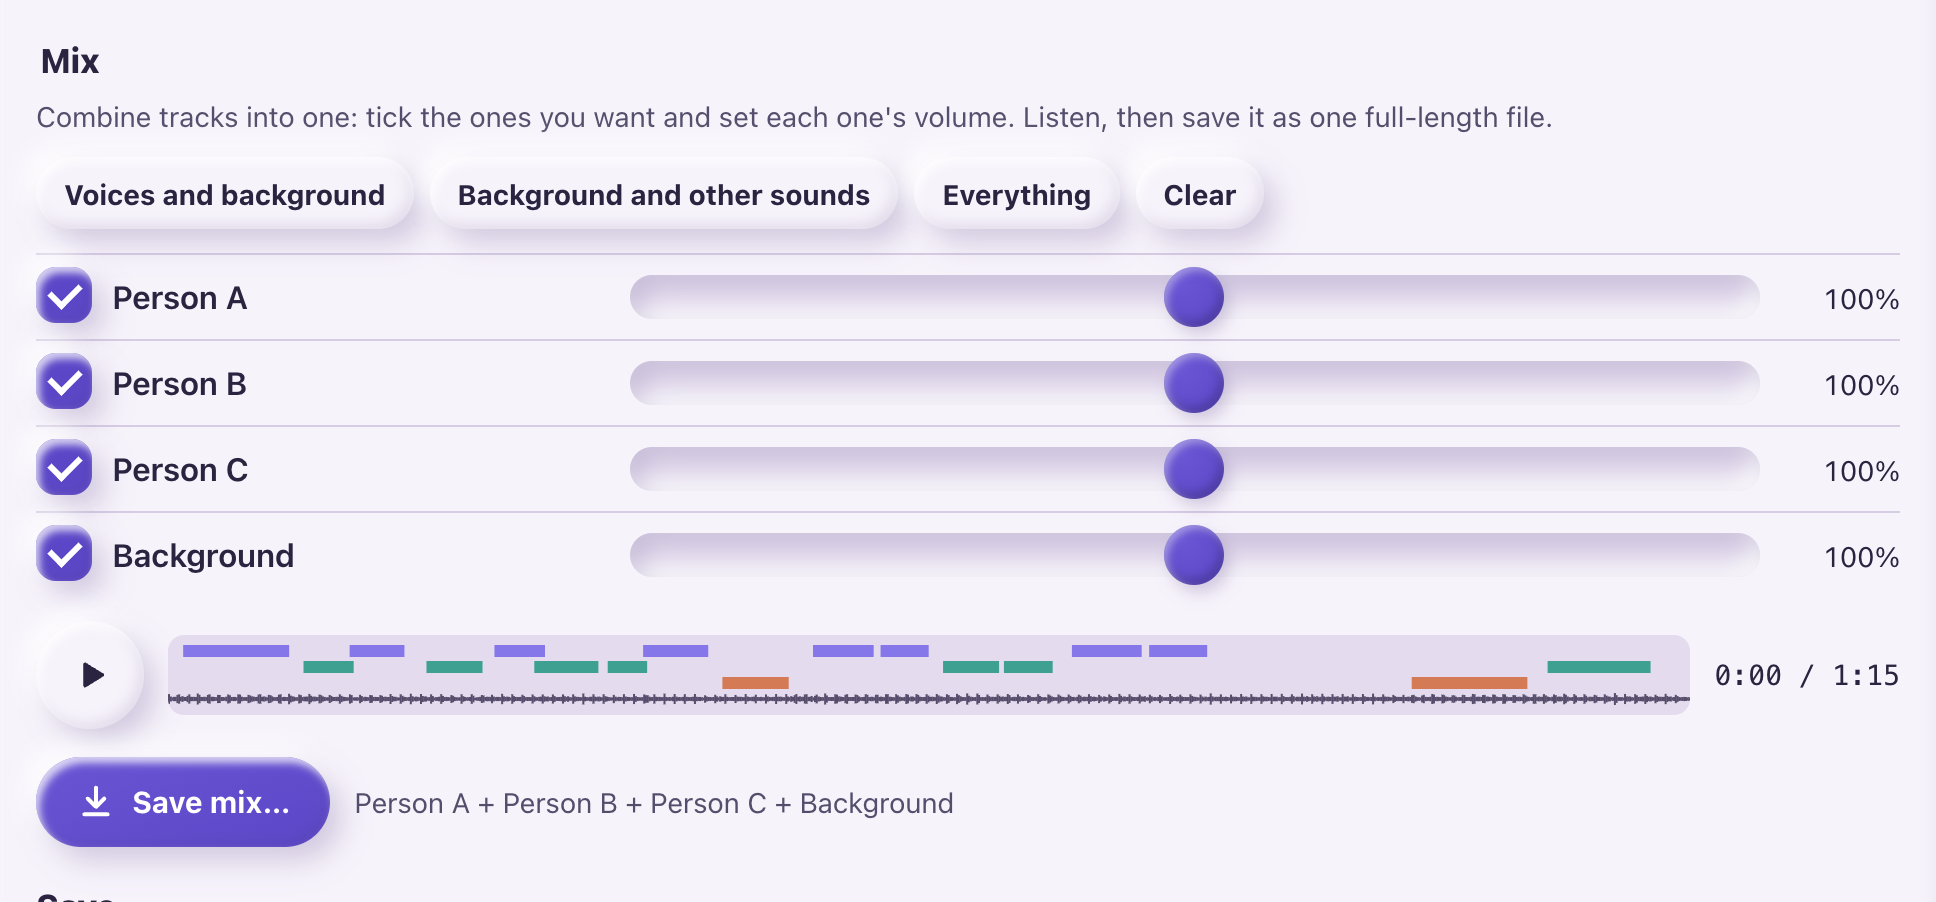 Mix
Combine tracks into one: tick the ones you want and set each one's volume. Listen, then save it as one full-length file.
Voices and background
Background and other sounds
Everything
Clear
Person A
100%
Person B
100%
Person C
100%
Background
100%
0:00 / 1:15
Save mix...
Person A + Person B + Person C + Background